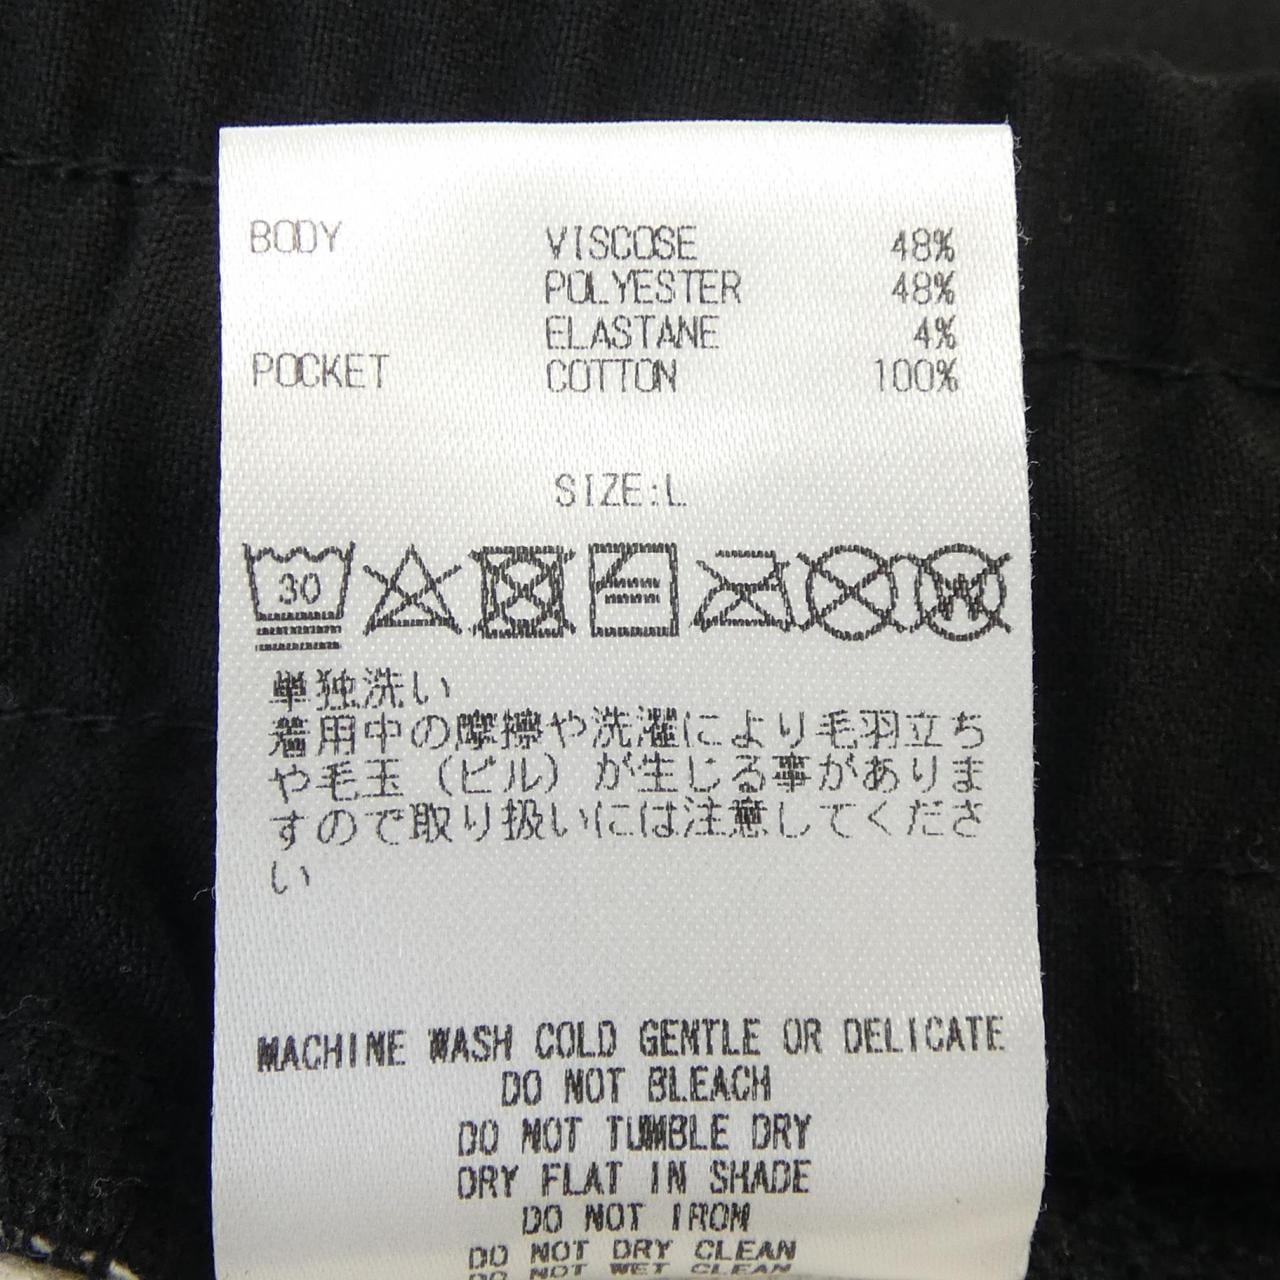 BODY VISCOSE 48%
POLYESTER 48%
ELASTANE 4%
POCKET COTTON 100%
SIZE:L
30
W
単独洗い
着用中の摩擦や洗濯により毛羽立ち
や毛玉（ピル）が生じる事がありま
すので取り扱いには注意してくださ
い
MACHINE WASH COLD GENTLE OR DELICATE
DO NOT BLEACH
DO NOT TUMBLE DRY
DRY FLAT IN SHADE
DO NOT IRON
DO NOT DRY CLEAN
DO NOT WET CLEAN